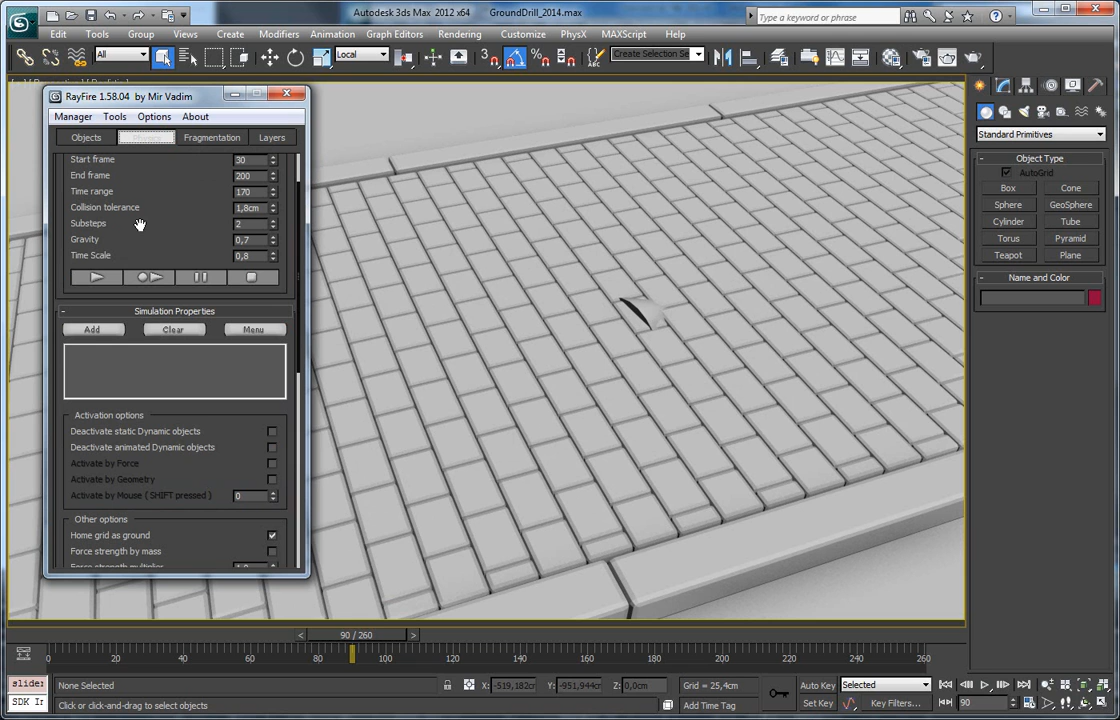 Autodesk 3ds Max 2012 x64 GroundDrill_2014.max
Type a keyword or phrase
Edit Tools Group Views Create Modifiers Animation Graph Editors Rendering Customize PhysX MAXScript Help
All
Local
Create Selection Se
RayFire 1.58.04 by Mir Vadim
Manager Tools Options About
Objects Fragmentation Layers
Start frame 30
End frame 200
Time range 170
Collision tolerance 1,8cm
Substeps 2
Gravity 0,7
Time Scale 0,8
Simulation Properties
Add Clear Menu
Activation options
Deactivate static Dynamic objects
Deactivate animated Dynamic objects
Activate by Force
Activate by Geometry
Activate by Mouse ( SHIFT pressed ) 0
Other options
Home grid as ground
Force strength by mass
Standard Primitives
Object Type
AutoGrid
Box Cone
Sphere GeoSphere
Cylinder Tube
Torus Pyramid
Teapot Plane
Name and Color
< 90 / 260 >
0 20 40 60 80 100 120 140 160 180 200 220 240 260
slide: None Selected X: -519,182cm Y: -951,944cm Z: 0,0cm Grid = 25,4cm Auto Key Selected
SDK Ir Click or click-and-drag to select objects Add Time Tag Set Key Key Filters... 90